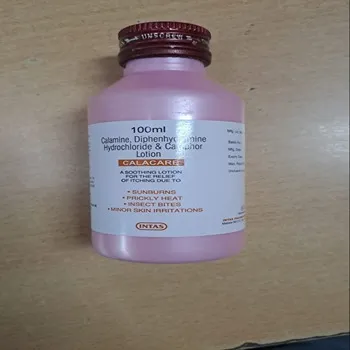 UNSCREW
100ml
Calamine, Diphenhydramine
Hydrochloride & Camphor
Lotion
CALACARE
A SOOTHING LOTION
FOR THE RELIEF
OF ITCHING DUE TO
• SUNBURNS
• PRICKLY HEAT
• INSECT BITES
• MINOR SKIN IRRITATIONS
INTAS